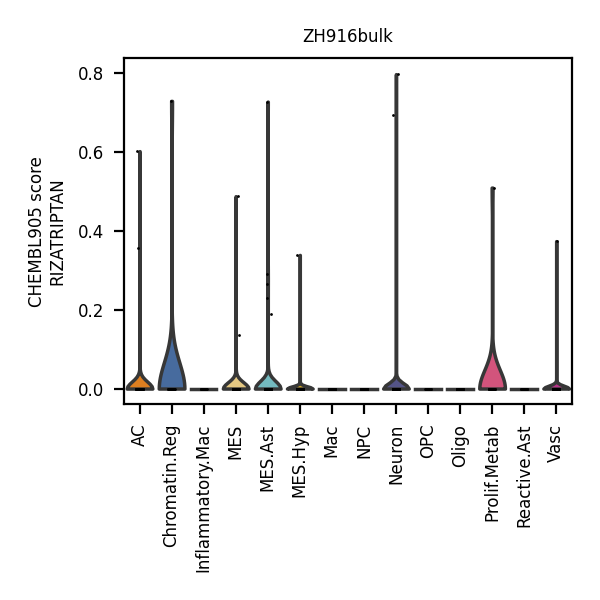 ZH916bulk
CHEMBL905 score
RIZATRIPTAN
0.8
0.6
0.4
0.2
0.0
AC
Chromatin.Reg
Inflammatory.Mac
MES
MES.Ast
MES.Hyp
Mac
NPC
Neuron
OPC
Oligo
Prolif.Metab
Reactive.Ast
Vasc